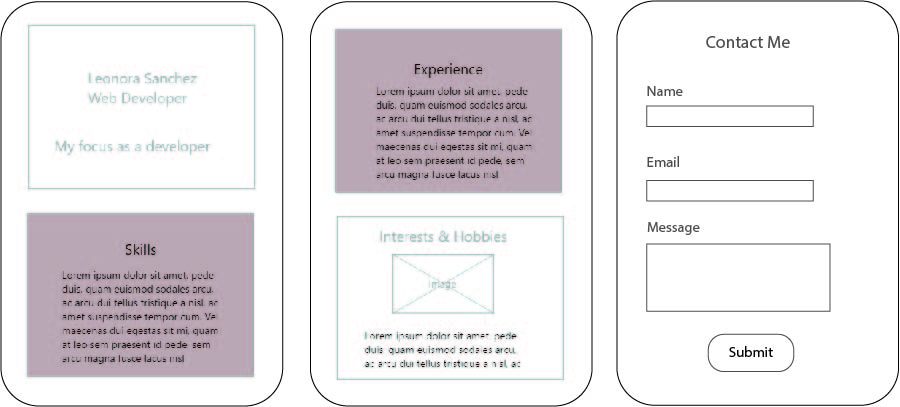 Leonora Sanchez
Web Developer
My focus as a developer
Skills
Lorem ipsum dolor sit amet, pede
duis, quam euismod sodales arcu,
ac arcu dui tellus tristique a nisl, ac
amet suspendisse tempor cum. Vel
maecenas dui egestas sit mi, quam
at leo sem praesent id pede, sem
arcu magna fusce lacus nisl
Experience
Lorem ipsum dolor sit amet, pede
duis, quam euismod sodales arcu,
ac arcu dui tellus tristique a nisl, ac
amet suspendisse tempor cum. Vel
maecenas dui egestas sit mi, quam
at leo sem praesent id pede, sem
arcu magna fusce lacus nisl
Interests & Hobbies
Image
Lorem ipsum dolor sit amet, pede
duis, quam euismod sodales arcu,
ac arcu dui tellus tristique a nisl, ac
Contact Me
Name
Email
Message
Submit